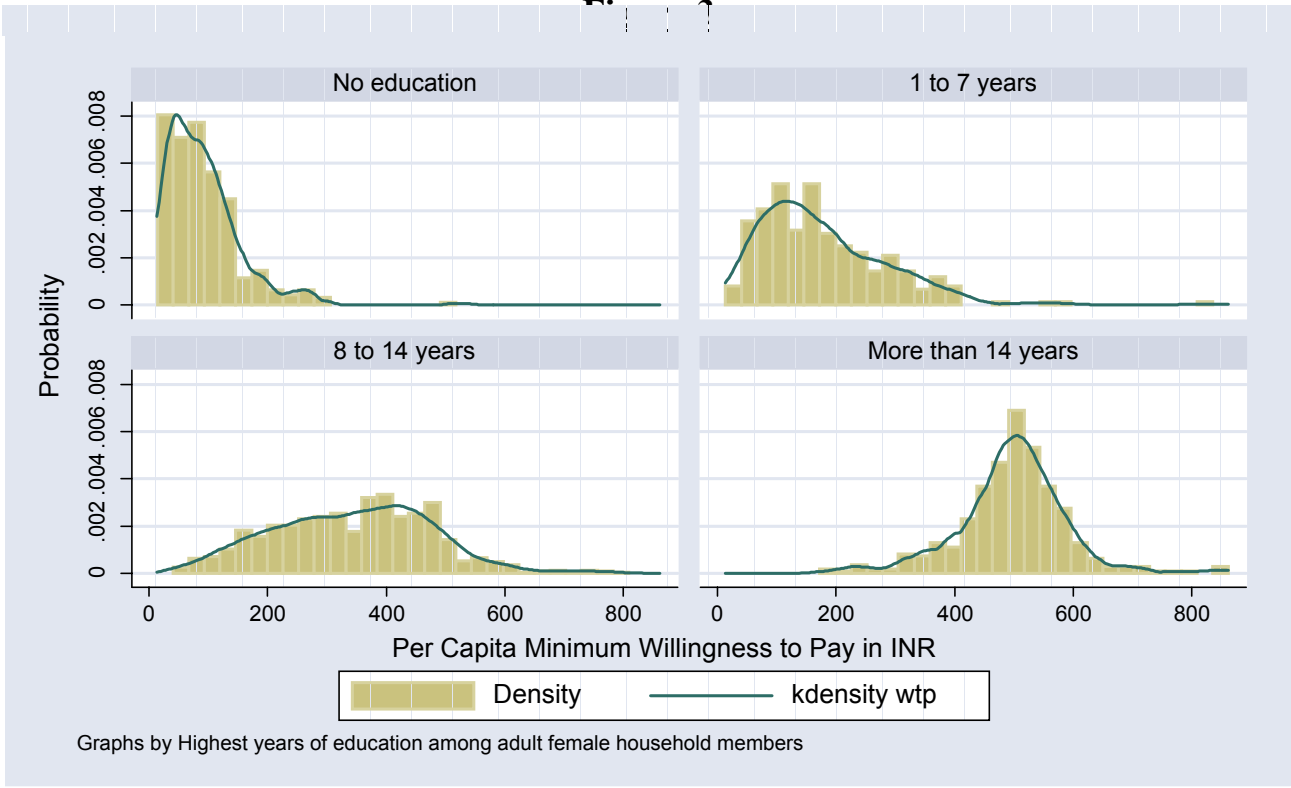 No education
1 to 7 years
.008
.006
.004
.002
0
Probability
8 to 14 years
More than 14 years
.008
.006
.004
.002
0
0 200 400 600 800
0 200 400 600 800
Per Capita Minimum Willingness to Pay in INR
Density
kdensity wtp
Graphs by Highest years of education among adult female household members